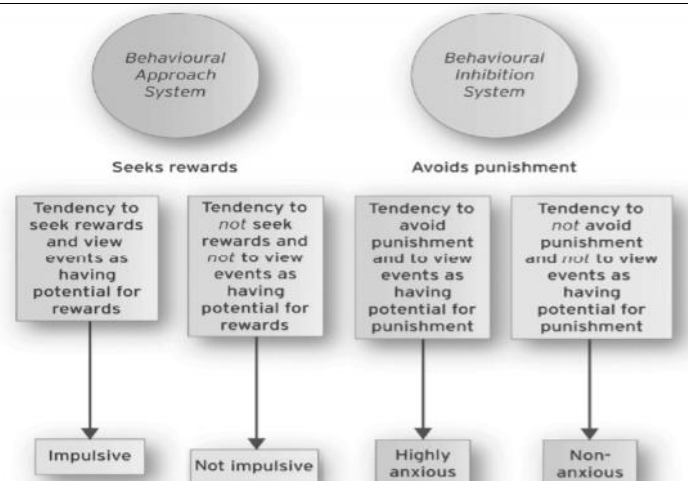 Behavioural
Approach
System
Behavioural
Inhibition
System
Seeks rewards
Avoids punishment
Tendency to
seek rewards
and view
events as
having
potential for
rewards
Tendency to
not seek
rewards and
not to view
events as
having
potential for
rewards
Tendency to
avoid
punishment
and to view
events as
having
potential for
punishment
Tendency to
not avoid
punishment
and not to view
events as
having
potential for
punishment
Impulsive
Not impulsive
Highly
anxious
Non-
anxious